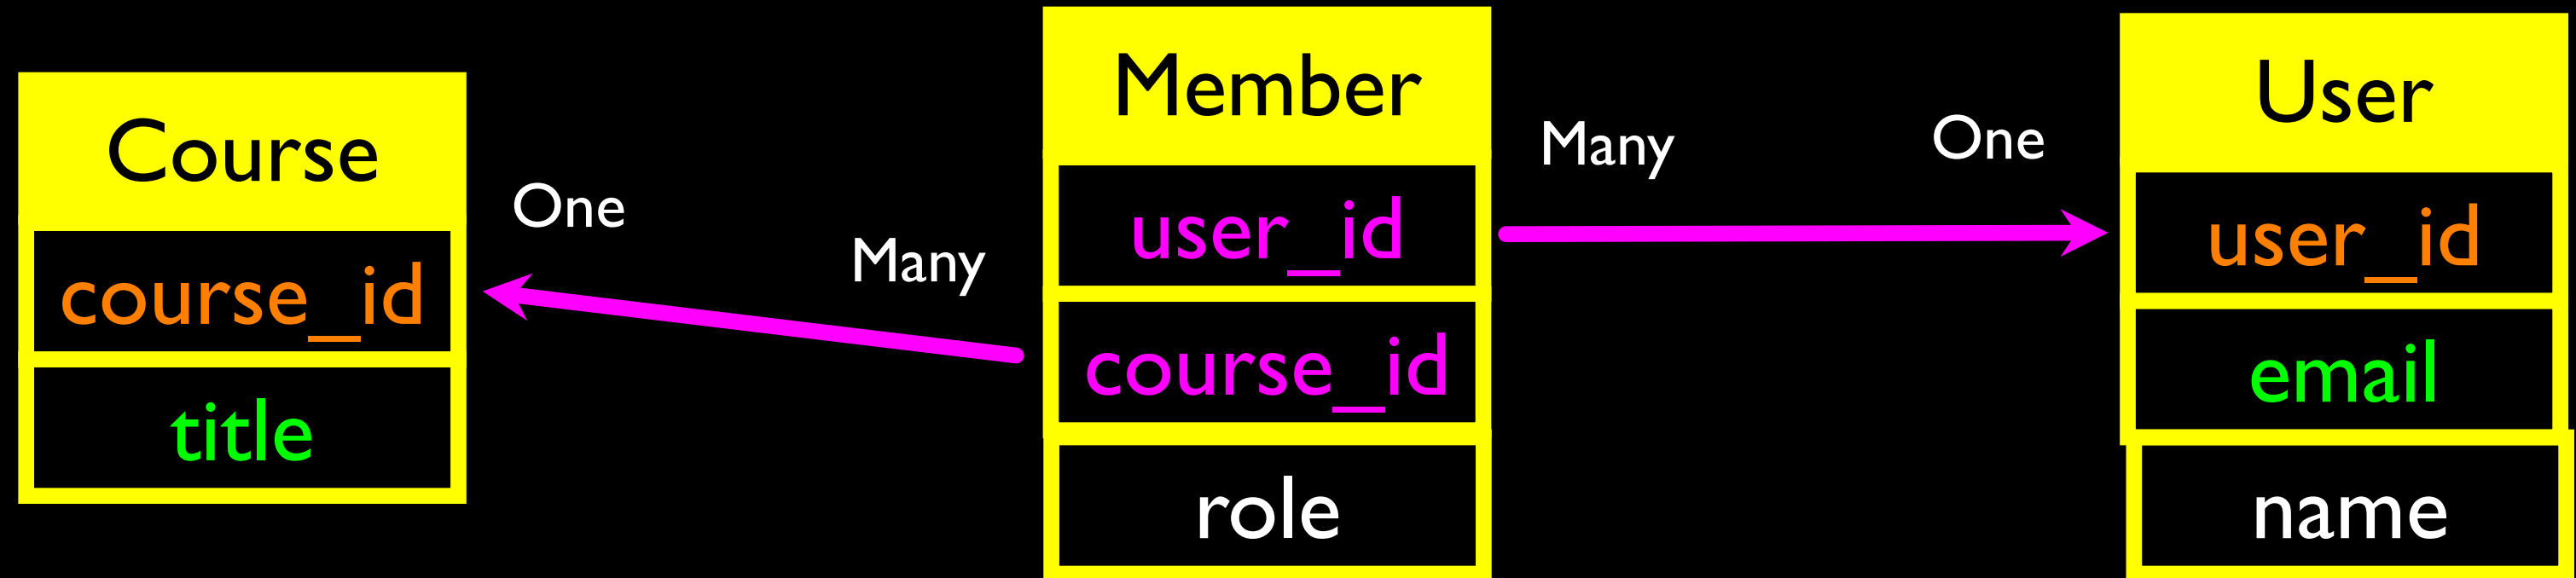 Course
course_id
title
One
Many
Member
user_id
course_id
role
Many
One
User
user_id
email
name